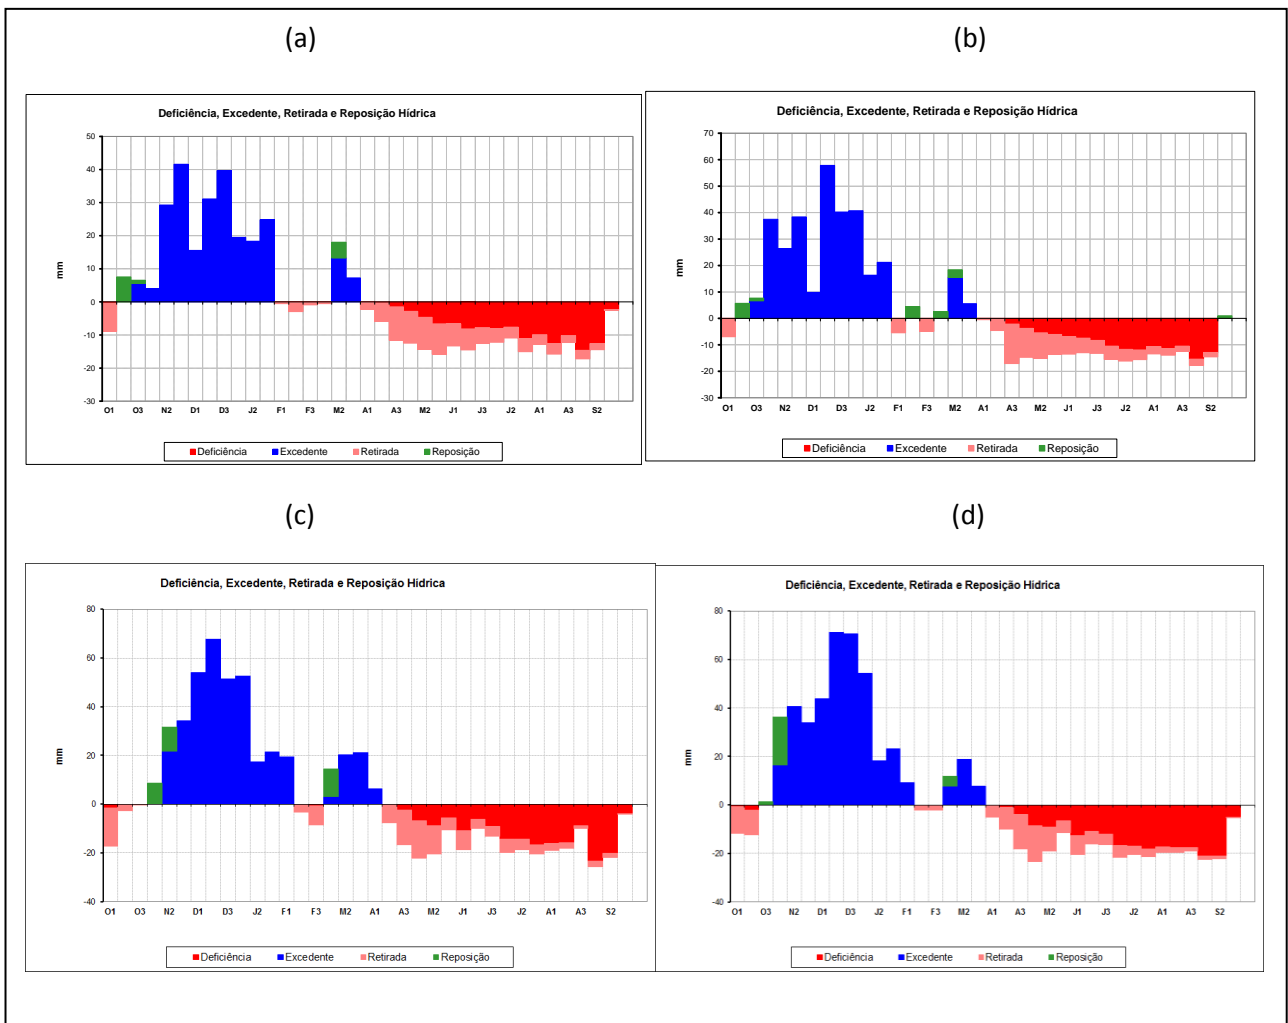 (a)
(b)
Deficiência, Excedente, Retirada e Reposição Hídrica
50
40
30
20
10
0
-10
-20
-30
mm
O1 O3 N2 D1 D3 J2 F1 F3 M2 A1 A3 M2 J1 J3 J2 A1 A3 S2
Deficiência Excedente Retirada Reposição
Deficiência, Excedente, Retirada e Reposição Hídrica
70
60
50
40
30
20
10
0
-10
-20
-30
mm
O1 O3 N2 D1 D3 J2 F1 F3 M2 A1 A3 M2 J1 J3 J2 A1 A3 S2
Deficiência Excedente Retirada Reposição
(c)
(d)
Deficiência, Excedente, Retirada e Reposição Hídrica
80
60
40
20
0
-20
-40
mm
O1 O3 N2 D1 D3 J2 F1 F3 M2 A1 A3 M2 J1 J3 J2 A1 A3 S2
Deficiência Excedente Retirada Reposição
Deficiência, Excedente, Retirada e Reposição Hídrica
80
60
40
20
0
-20
-40
mm
O1 O3 N2 D1 D3 J2 F1 F3 M2 A1 A3 M2 J1 J3 J2 A1 A3 S2
Deficiência Excedente Retirada Reposição